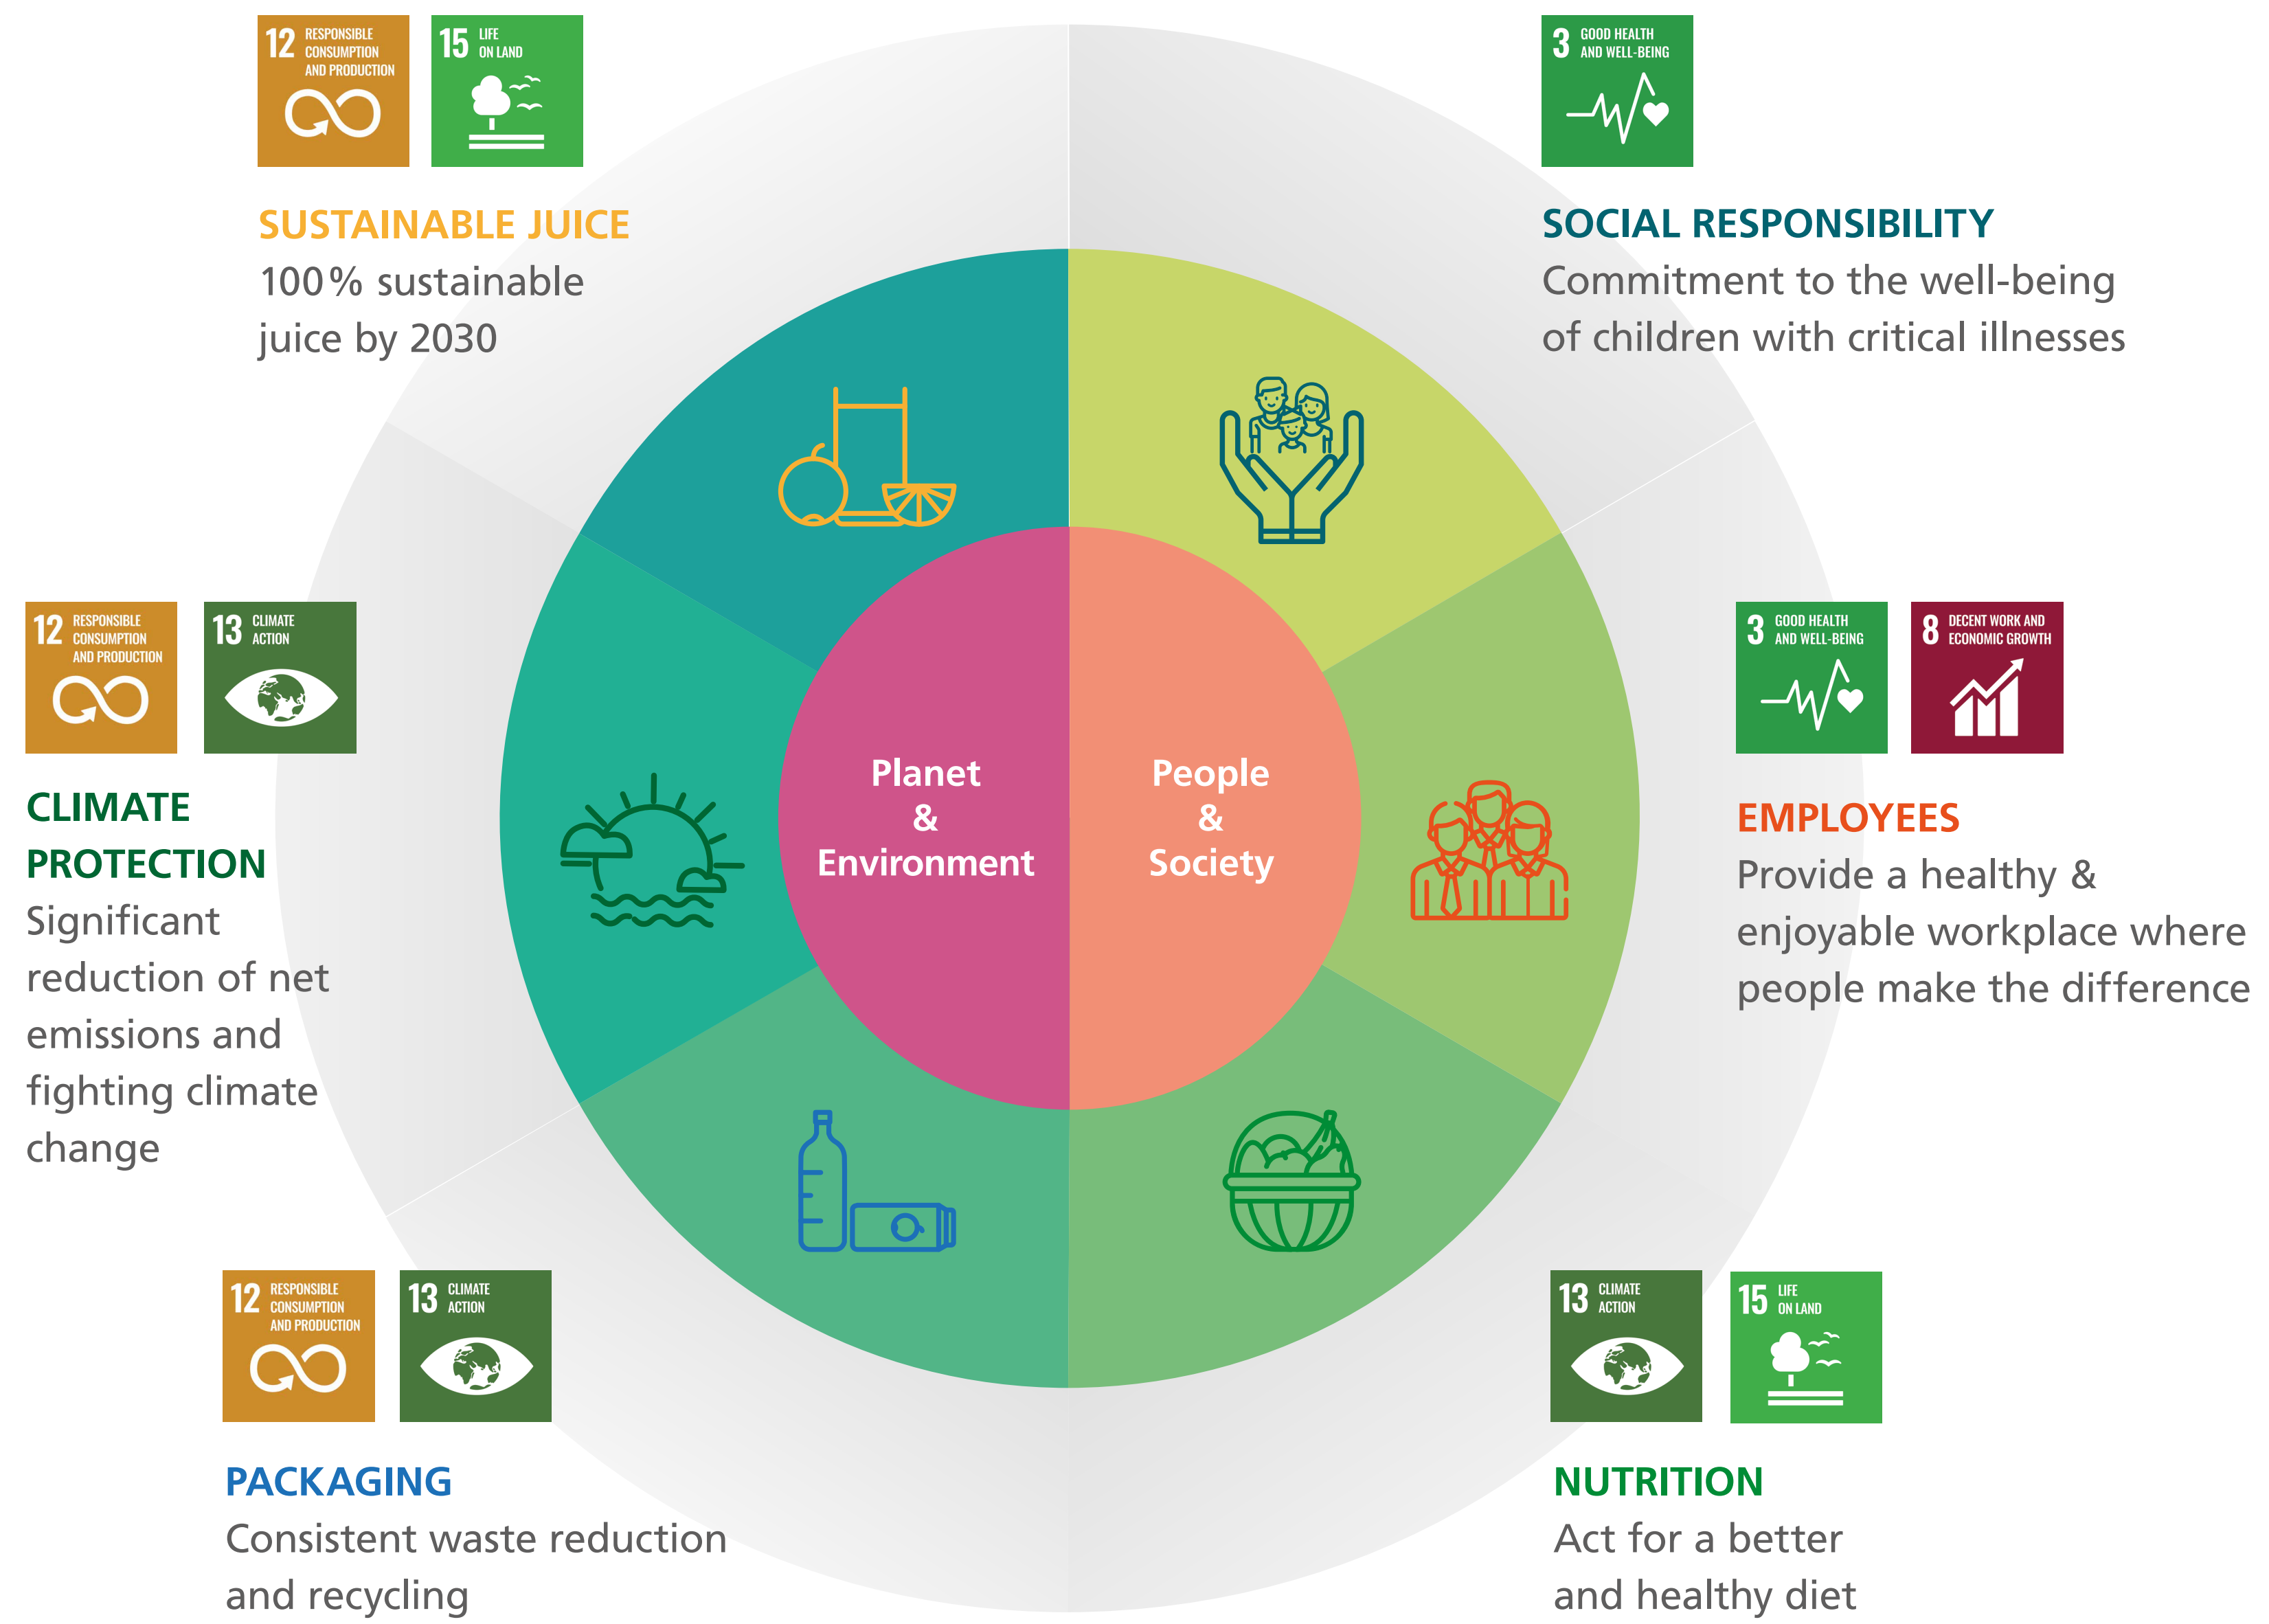 12 RESPONSIBLE
CONSUMPTION
AND PRODUCTION
15 LIFE
ON LAND
SUSTAINABLE JUICE
100% sustainable
juice by 2030
3 GOOD HEALTH
AND WELL-BEING
SOCIAL RESPONSIBILITY
Commitment to the well-being
of children with critical illnesses
12 RESPONSIBLE
CONSUMPTION
AND PRODUCTION
13 CLIMATE
ACTION
CLIMATE
PROTECTION
Significant
reduction of net
emissions and
fighting climate
change
Planet
&
Environment
People
&
Society
3 GOOD HEALTH
AND WELL-BEING
8 DECENT WORK AND
ECONOMIC GROWTH
EMPLOYEES
Provide a healthy &
enjoyable workplace where
people make the difference
12 RESPONSIBLE
CONSUMPTION
AND PRODUCTION
13 CLIMATE
ACTION
PACKAGING
Consistent waste reduction
and recycling
13 CLIMATE
ACTION
15 LIFE
ON LAND
NUTRITION
Act for a better
and healthy diet